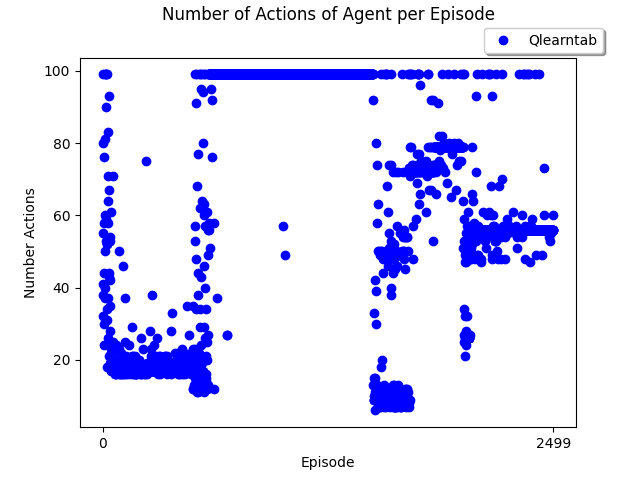 Number of Actions of Agent per Episode
Qlearntab
100
80
60
40
20
Number Actions
0
2499
Episode